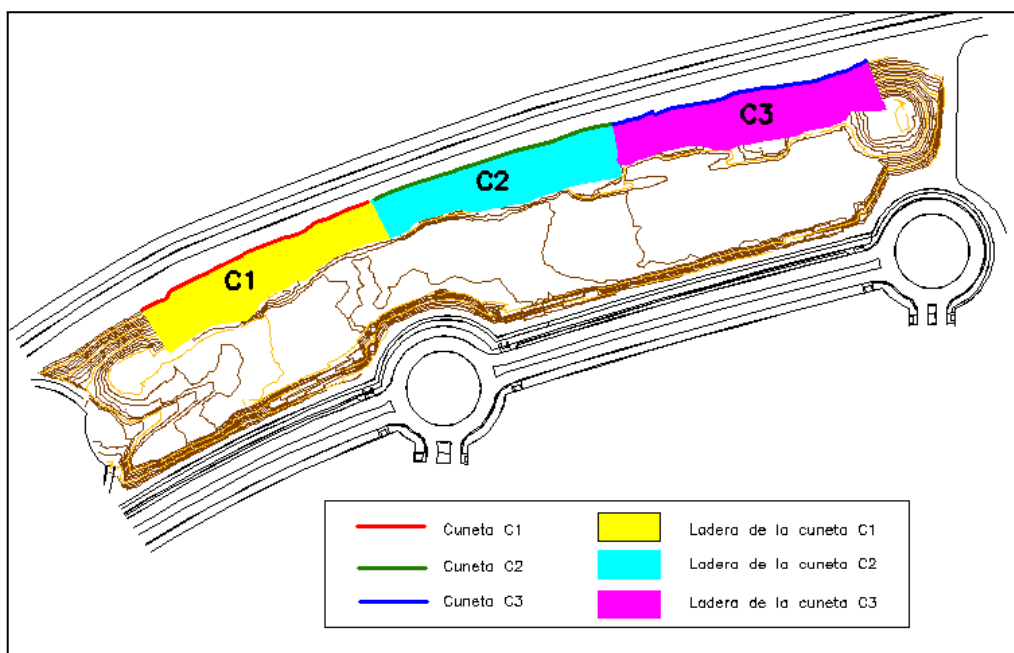 C3
C2
C1
Cuneta C1
Ladera de la cuneta C1
Cuneta C2
Ladera de la cuneta C2
Cuneta C3
Ladera de la cuneta C3